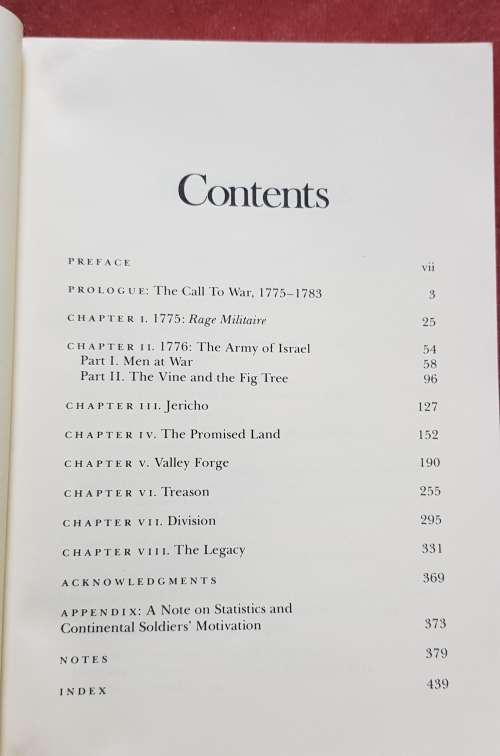 Contents
PREFACE vii
PROLOGUE: The Call To War, 1775–1783 3
CHAPTER I. 1775: Rage Militaire 25
CHAPTER II. 1776: The Army of Israel 54
Part I. Men at War 58
Part II. The Vine and the Fig Tree 96
CHAPTER III. Jericho 127
CHAPTER IV. The Promised Land 152
CHAPTER V. Valley Forge 190
CHAPTER VI. Treason 255
CHAPTER VII. Division 295
CHAPTER VIII. The Legacy 331
ACKNOWLEDGMENTS 369
APPENDIX: A Note on Statistics and
Continental Soldiers' Motivation 373
NOTES 379
INDEX 439